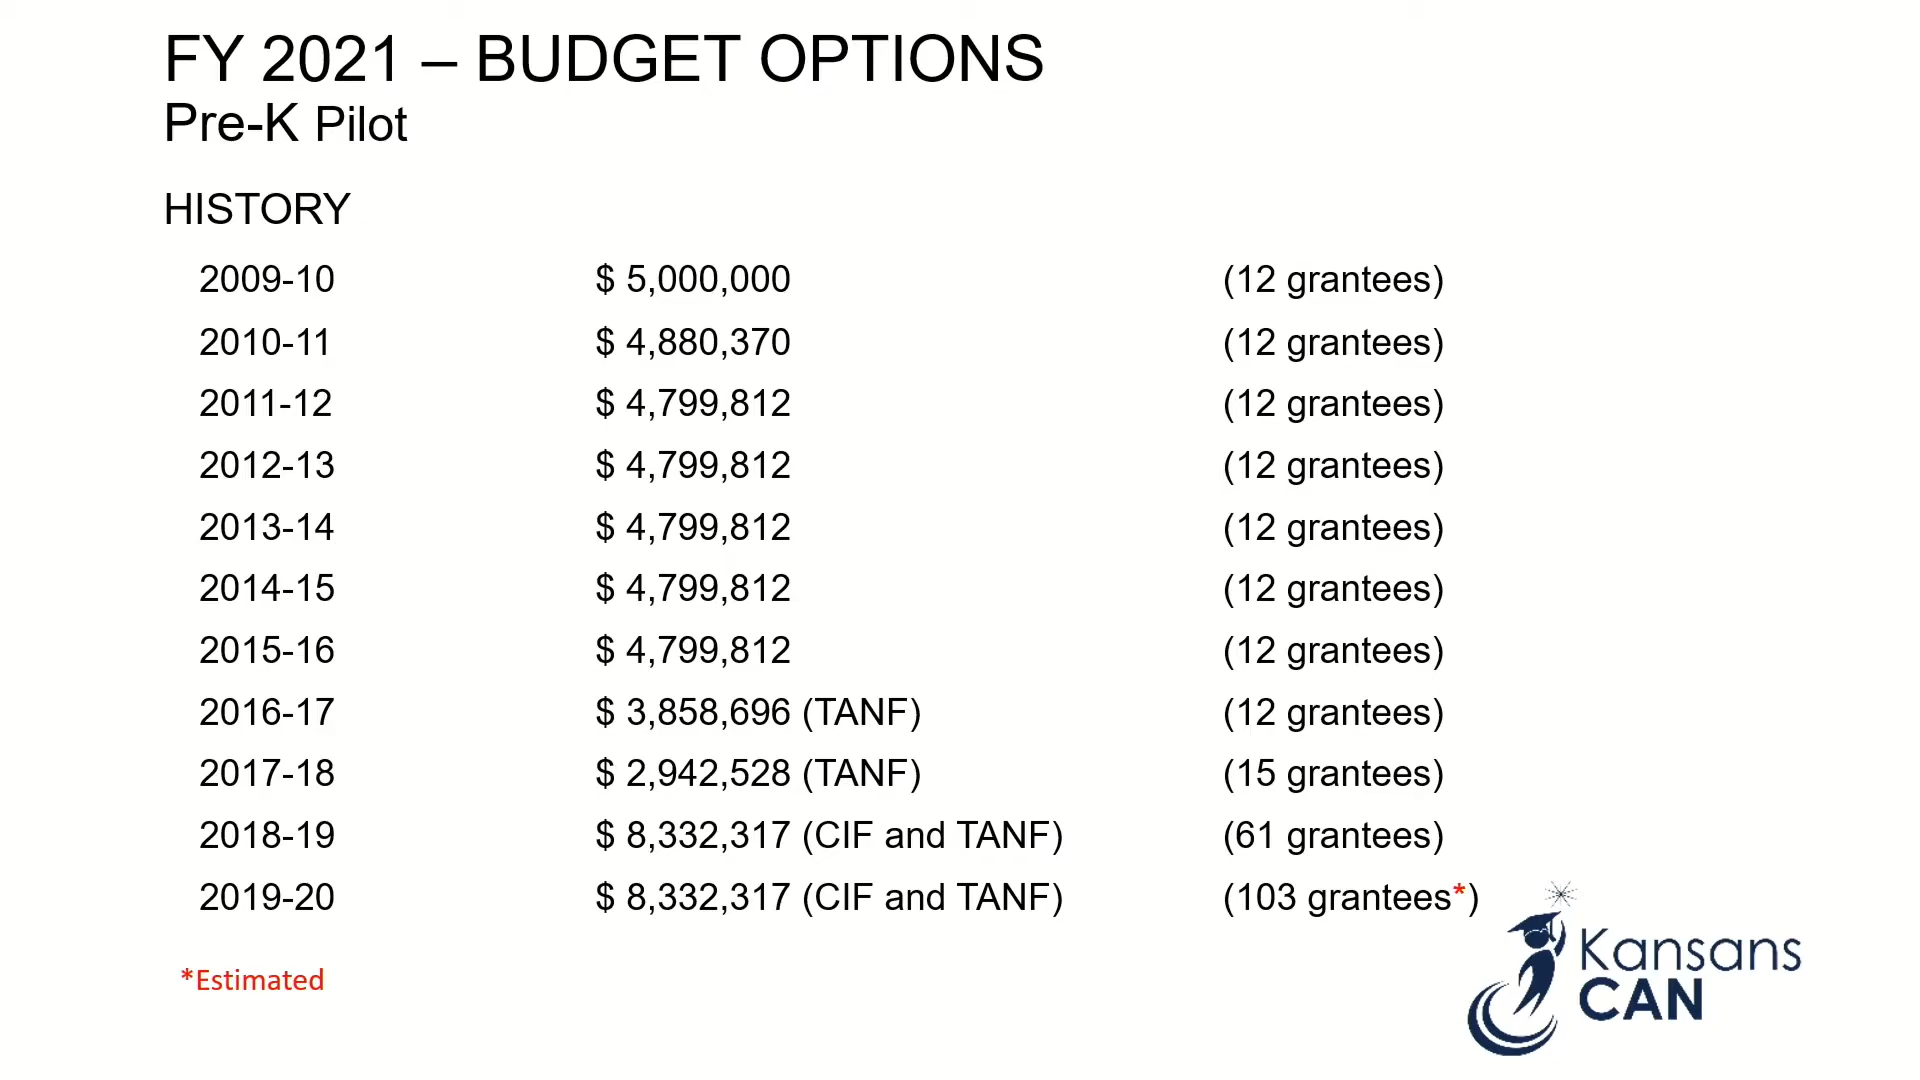 FY 2021 – BUDGET OPTIONS
Pre-K Pilot
HISTORY
2009-10 $ 5,000,000 (12 grantees)
2010-11 $ 4,880,370 (12 grantees)
2011-12 $ 4,799,812 (12 grantees)
2012-13 $ 4,799,812 (12 grantees)
2013-14 $ 4,799,812 (12 grantees)
2014-15 $ 4,799,812 (12 grantees)
2015-16 $ 4,799,812 (12 grantees)
2016-17 $ 3,858,696 (TANF) (12 grantees)
2017-18 $ 2,942,528 (TANF) (15 grantees)
2018-19 $ 8,332,317 (CIF and TANF) (61 grantees)
2019-20 $ 8,332,317 (CIF and TANF) (103 grantees*)
*Estimated
Kansans
CAN